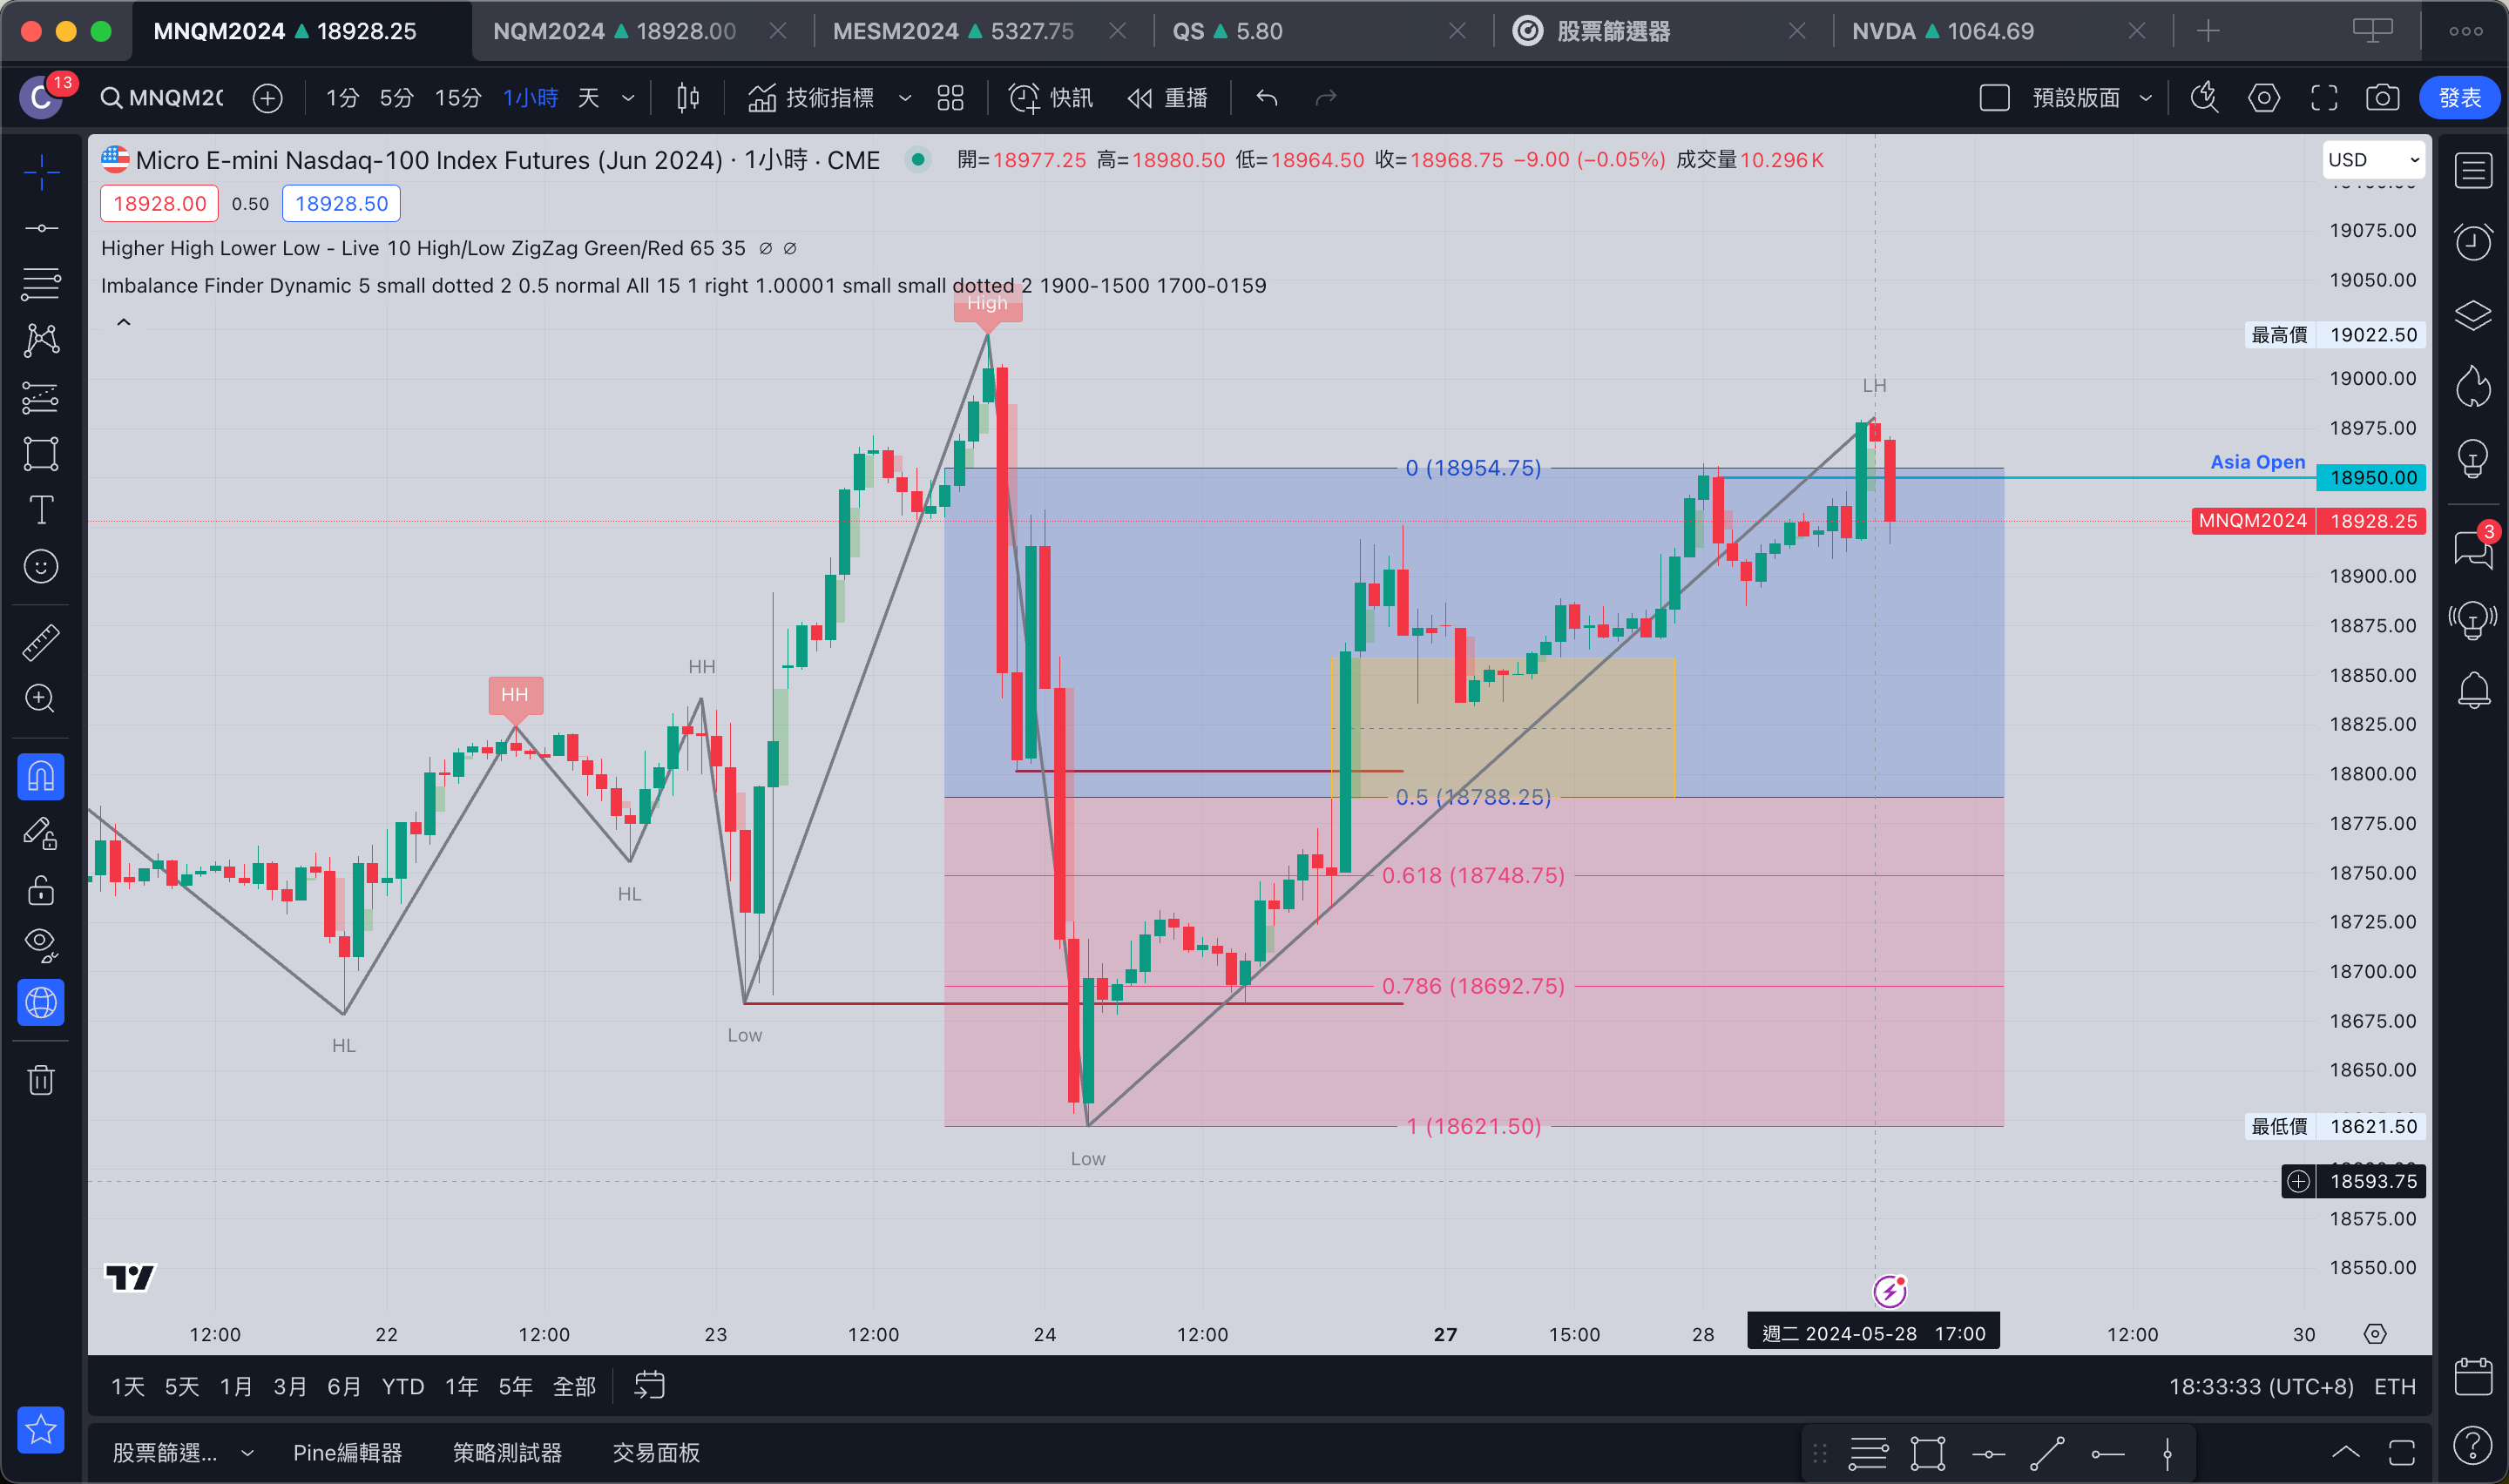 MNQM2024 ▲ 18928.25
NQM2024 ▲ 18928.00
MESM2024 ▲ 5327.75
QS ▲ 5.80
股票篩選器
NVDA ▲ 1064.69
C 13
MNQM20
1分 5分 15分 1小時 天
技術指標
快訊
重播
預設版面
發表
Micro E-mini Nasdaq-100 Index Futures (Jun 2024) · 1小時 · CME
開=18977.25 高=18980.50 低=18964.50 收=18968.75 −9.00 (−0.05%) 成交量10.296K
USD
18928.00 0.50 18928.50
Higher High Lower Low - Live 10 High/Low ZigZag Green/Red 65 35 ∅ ∅
Imbalance Finder Dynamic 5 small dotted 2 0.5 normal All 15 1 right 1.00001 small small dotted 2 1900-1500 1700-0159
19075.00
19050.00
High
最高價 19022.50
19000.00
LH
18975.00
Asia Open
0 (18954.75)
18950.00
MNQM2024 18928.25
3
18900.00
18875.00
HH
18850.00
HH
18825.00
18800.00
0.5 (18788.25)
18775.00
0.618 (18748.75)
18750.00
HL
18725.00
18700.00
0.786 (18692.75)
18675.00
Low
HL
18650.00
1 (18621.50)
最低價 18621.50
Low
18593.75
18575.00
18550.00
12:00 22 12:00 23 12:00 24 12:00 27 15:00 28 週二 2024-05-28 17:00 12:00 30
1天 5天 1月 3月 6月 YTD 1年 5年 全部
18:33:33 (UTC+8) ETH
股票篩選... Pine編輯器 策略測試器 交易面板